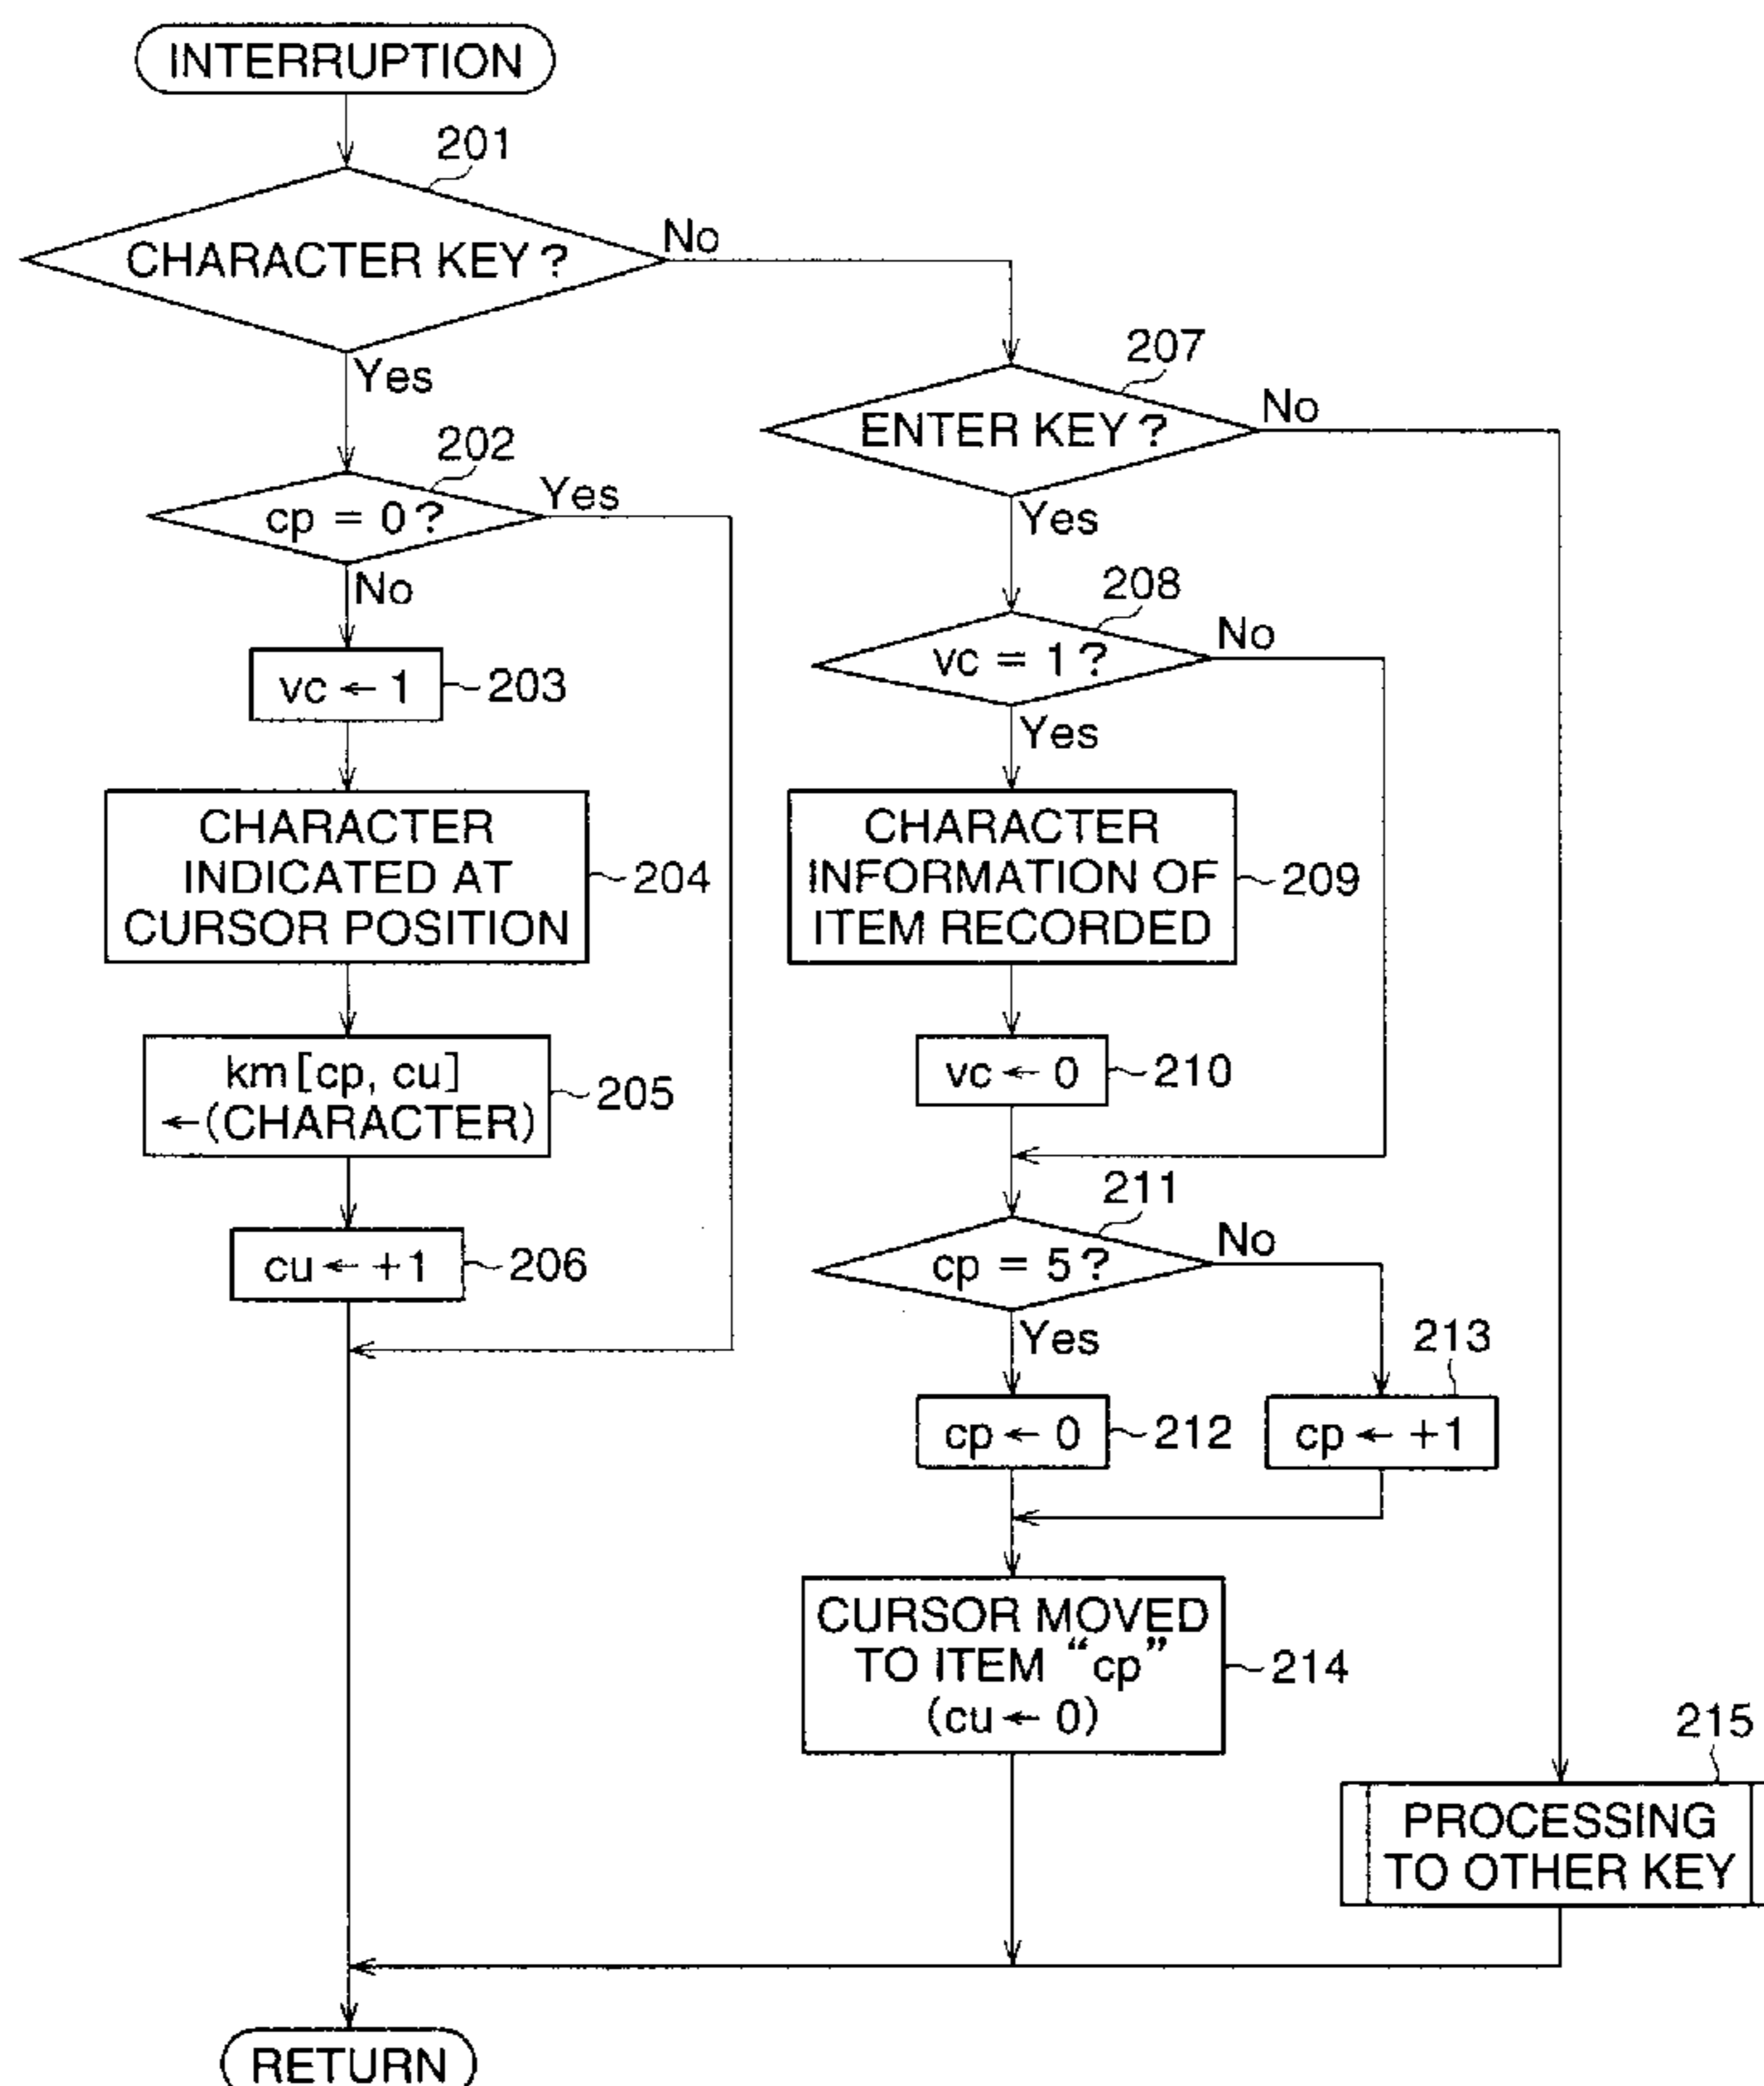 INTERRUPTION
201
CHARACTER KEY?
No
Yes
202
cp = 0?
Yes
No
vc ← 1
203
CHARACTER
INDICATED AT
CURSOR POSITION
204
km[cp, cu]
←(CHARACTER)
205
cu ← +1
206
207
ENTER KEY?
No
Yes
208
vc = 1?
No
Yes
CHARACTER
INFORMATION OF
ITEM RECORDED
209
vc ← 0
210
211
cp = 5?
No
Yes
213
cp ← 0
212
cp ← +1
CURSOR MOVED
TO ITEM “cp”
(cu ← 0)
214
215
PROCESSING
TO OTHER KEY
RETURN